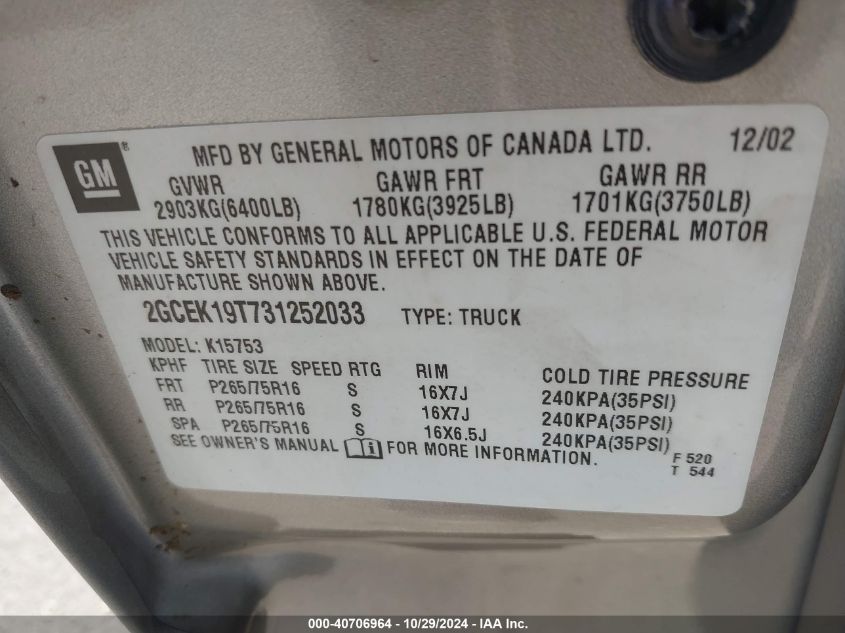 GM ® MFD BY GENERAL MOTORS OF CANADA LTD. 12/02
GVWR GAWR FRT GAWR RR
2903KG(6400LB) 1780KG(3925LB) 1701KG(3750LB)
THIS VEHICLE CONFORMS TO ALL APPLICABLE U.S. FEDERAL MOTOR
VEHICLE SAFETY STANDARDS IN EFFECT ON THE DATE OF
MANUFACTURE SHOWN ABOVE.
2GCEK19T731252033 TYPE: TRUCK
MODEL: K15753
KPHF TIRE SIZE SPEED RTG RIM COLD TIRE PRESSURE
FRT P265/75R16 S 16X7J 240KPA(35PSI)
RR P265/75R16 S 16X7J 240KPA(35PSI)
SPA P265/75R16 S 16X6.5J 240KPA(35PSI)
SEE OWNER'S MANUAL FOR MORE INFORMATION. F 520
T 544
000-40706964 - 10/29/2024 - IAA Inc.